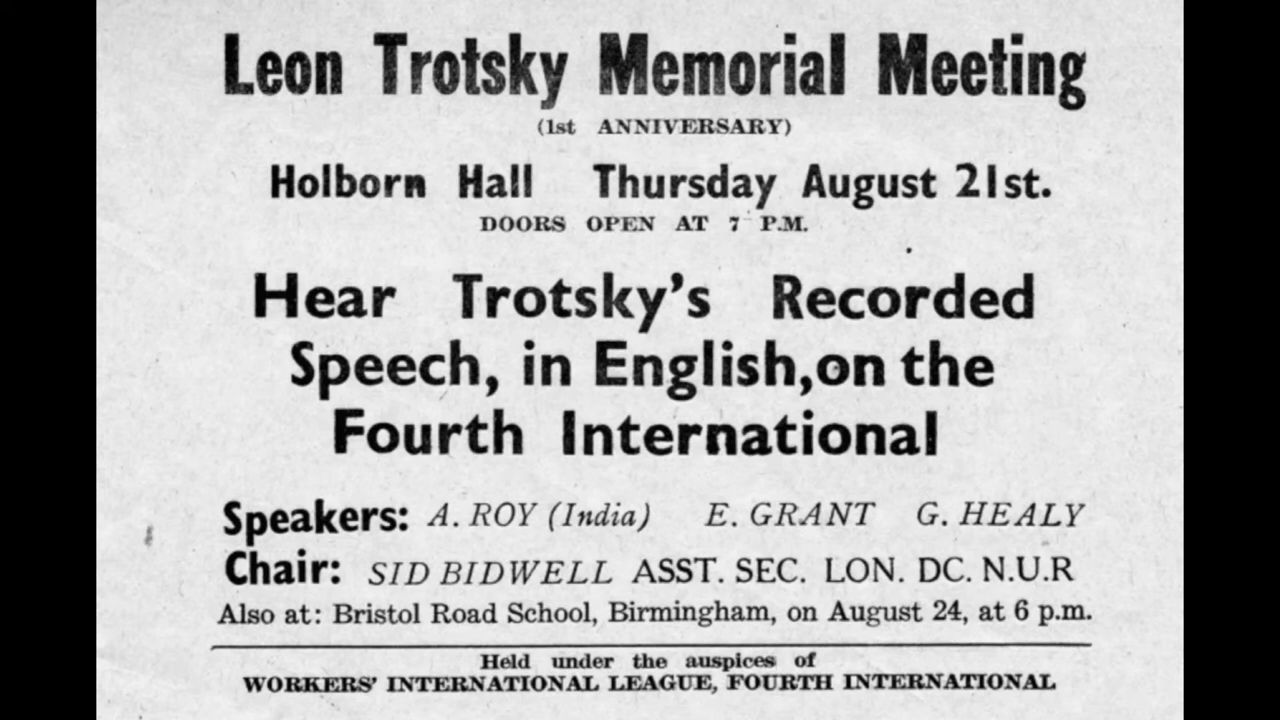 Leon Trotsky Memorial Meeting
(1st ANNIVERSARY)
Holborn Hall Thursday August 21st.
DOORS OPEN AT 7 P.M.
Hear Trotsky's Recorded
Speech, in English,on the
Fourth International
Speakers: A. ROY (India) E. GRANT G. HEALY
Chair: SID BIDWELL ASST. SEC. LON. DC. N.U.R
Also at: Bristol Road School, Birmingham, on August 24, at 6 p.m.
Held under the auspices of
WORKERS' INTERNATIONAL LEAGUE, FOURTH INTERNATIONAL